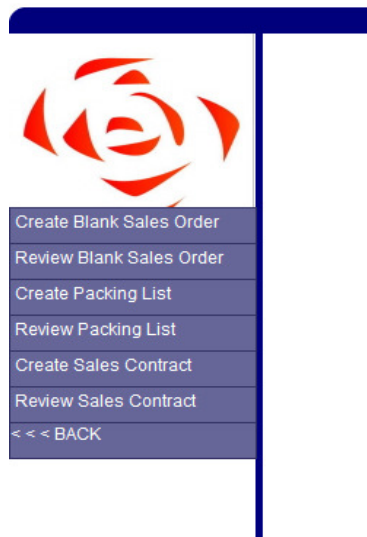 Create Blank Sales Order
Review Blank Sales Order
Create Packing List
Review Packing List
Create Sales Contract
Review Sales Contract
< < < BACK